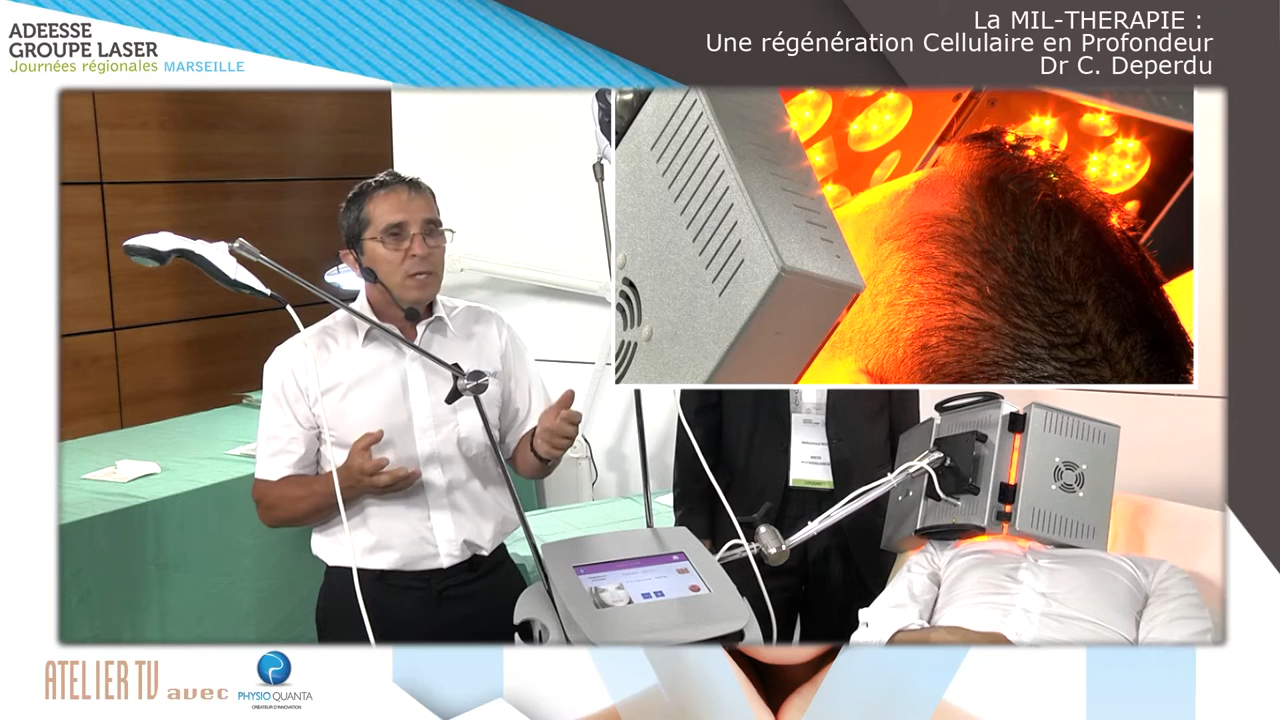 ADEESSE
GROUPE LASER
Journées régionales MARSEILLE
La MIL-THERAPIE :
Une régénération Cellulaire en Profondeur
Dr C. Deperdu
ATELIER TV avec
PHYSIO QUANTA
CRÉATEUR D'INNOVATION